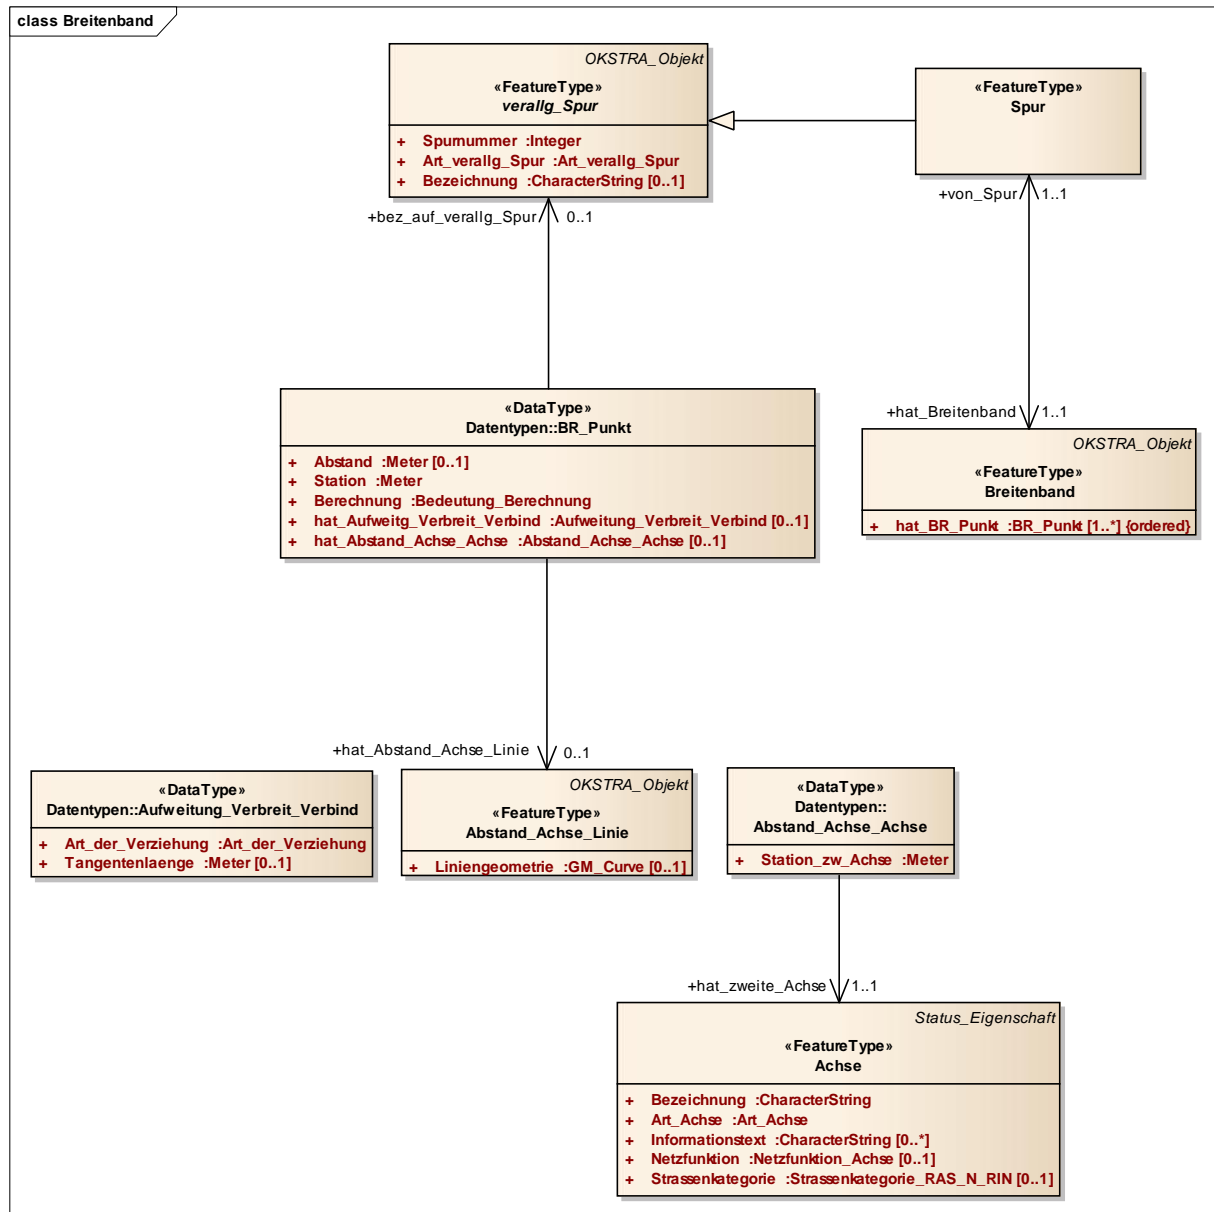 class Breitenband
OKSTRA_Objekt
«FeatureType»
verallg_Spur
+ Spurnummer :Integer
+ Art_verallg_Spur :Art_verallg_Spur
+ Bezeichnung :CharacterString [0..1]
«FeatureType»
Spur
+bez_auf_verallg_Spur
0..1
+von_Spur
1..1
«DataType»
Datentypen::BR_Punkt
+ Abstand :Meter [0..1]
+ Station :Meter
+ Berechnung :Bedeutung_Berechnung
+ hat_Aufweitg_Verbreit_Verbind :Aufweitung_Verbreit_Verbind [0..1]
+ hat_Abstand_Achse_Achse :Abstand_Achse_Achse [0..1]
+hat_Breitenband
1..1
OKSTRA_Objekt
«FeatureType»
Breitenband
+ hat_BR_Punkt :BR_Punkt [1..*] {ordered}
+hat_Abstand_Achse_Linie
0..1
«DataType»
Datentypen::Aufweitung_Verbreit_Verbind
+ Art_der_Verziehung :Art_der_Verziehung
+ Tangentenlaenge :Meter [0..1]
OKSTRA_Objekt
«FeatureType»
Abstand_Achse_Linie
+ Liniengeometrie :GM_Curve [0..1]
«DataType»
Datentypen::
Abstand_Achse_Achse
+ Station_zw_Achse :Meter
+hat_zweite_Achse
1..1
Status_Eigenschaft
«FeatureType»
Achse
+ Bezeichnung :CharacterString
+ Art_Achse :Art_Achse
+ Informationstext :CharacterString [0..*]
+ Netzfunktion :Netzfunktion_Achse [0..1]
+ Strassenkategorie :Strassenkategorie_RAS_N_RIN [0..1]